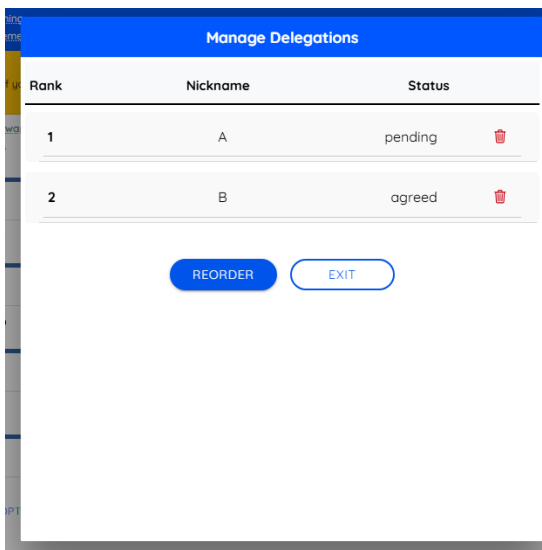 Manage Delegations
Rank Nickname Status
1 A pending
2 B agreed
REORDER EXIT